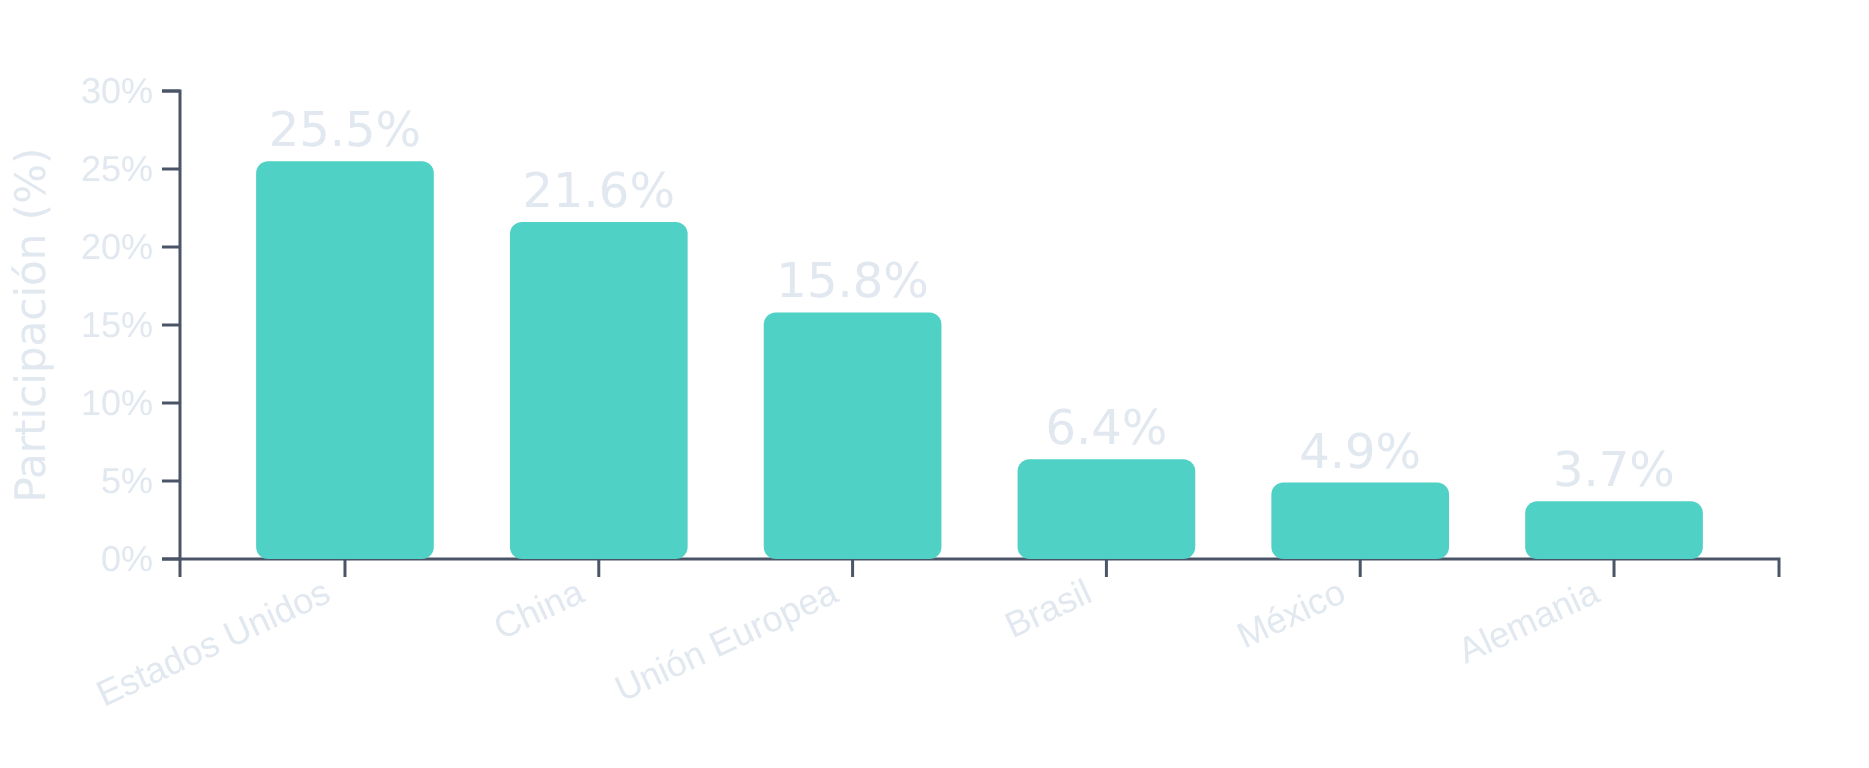 Participación (%)
30%
25%
20%
15%
10%
5%
0%
25.5%
21.6%
15.8%
6.4%
4.9%
3.7%
Estados Unidos
China
Unión Europea
Brasil
México
Alemania